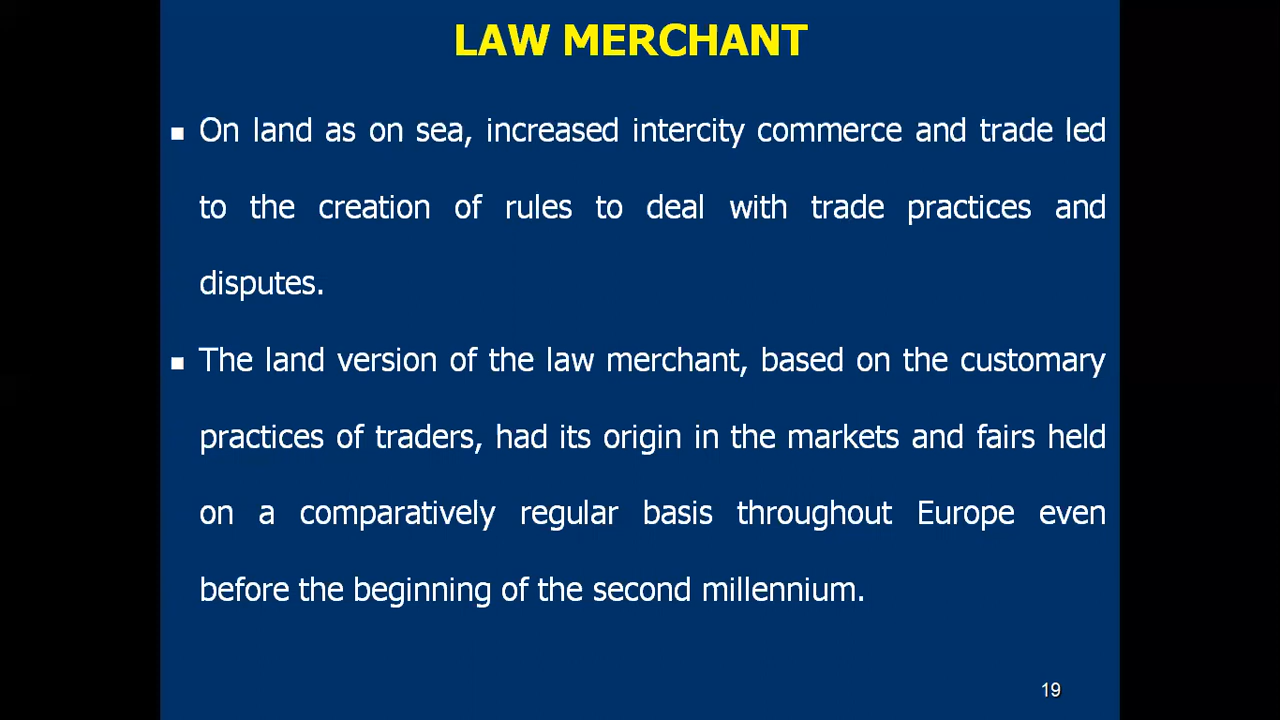 LAW MERCHANT
▪ On land as on sea, increased intercity commerce and trade led
to the creation of rules to deal with trade practices and
disputes.
▪ The land version of the law merchant, based on the customary
practices of traders, had its origin in the markets and fairs held
on a comparatively regular basis throughout Europe even
before the beginning of the second millennium.
19